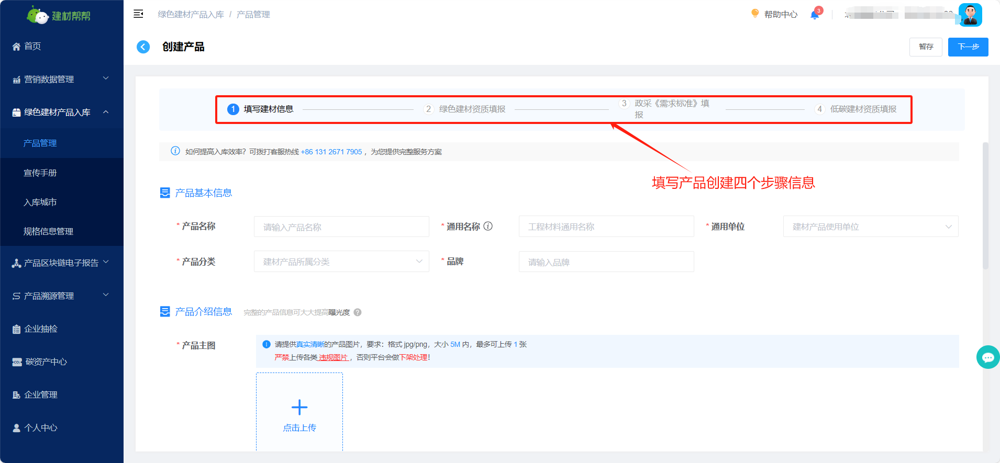 建材帮帮
首页
营销数据管理
绿色建材产品入库
产品管理
宣传手册
入库城市
规格信息管理
产品区块链电子报告
产品溯源管理
企业抽检
碳资产中心
企业管理
个人中心
绿色建材产品入库 / 产品管理
帮助中心
3
创建产品
暂存
下一步
1 填写建材信息
2 绿色建材资质填报
3 政采《需求标准》填
报
4 低碳建材资质填报
如何提高入库效率？可拨打客服热线 +86 131 2671 7905 ，为您提供完整服务方案
填写产品创建四个步骤信息
产品基本信息
* 产品名称 请输入产品名称
* 通用名称 工程材料通用名称
* 通用单位 建材产品使用单位
* 产品分类 建材产品所属分类
* 品牌 请输入品牌
产品介绍信息 完整的产品信息可大大提高曝光度 ?
* 产品主图
请提供真实清晰的产品图片，要求：格式 jpg/png，大小 5M 内，最多可上传 1 张
严禁上传各类 违规图片 ，否则平台会做下架处理！
点击上传